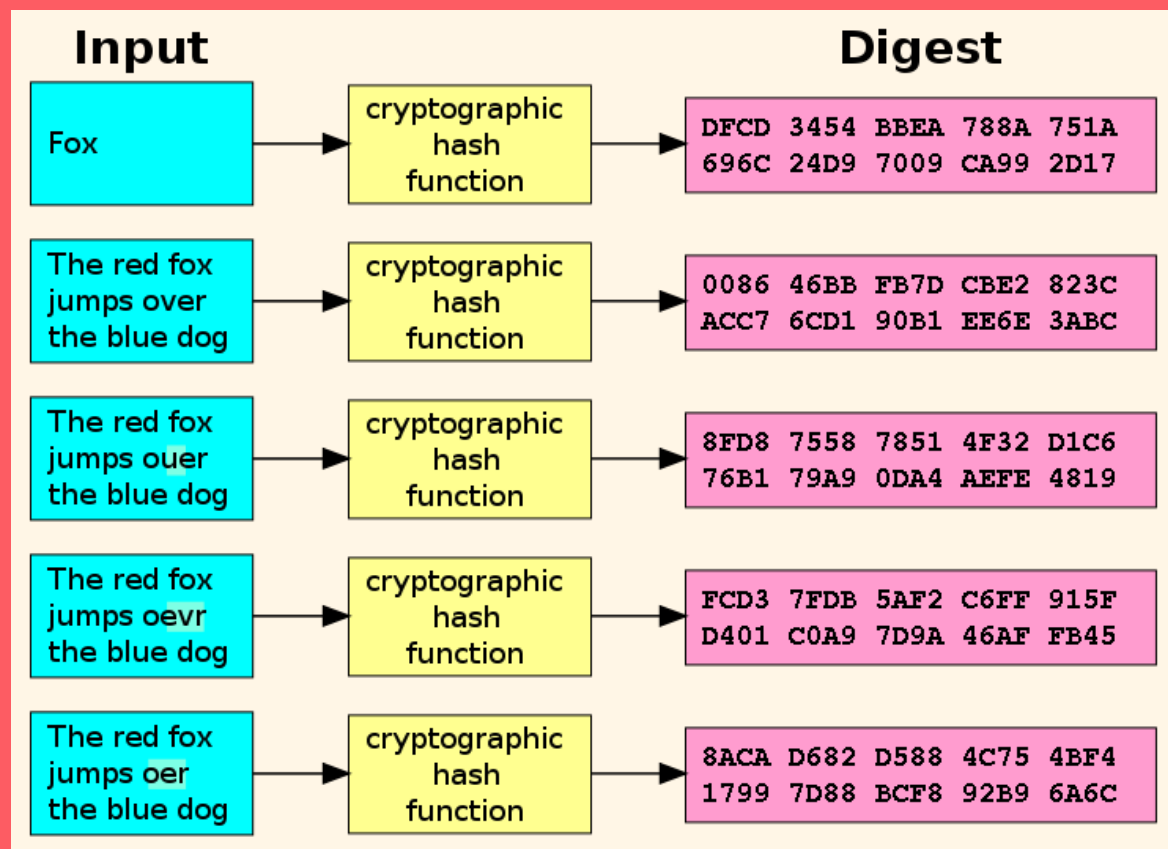 Input
Digest
Fox
cryptographic
hash
function
DFCD 3454 BBEA 788A 751A
696C 24D9 7009 CA99 2D17
The red fox
jumps over
the blue dog
cryptographic
hash
function
0086 46BB FB7D CBE2 823C
ACC7 6CD1 90B1 EE6E 3ABC
The red fox
jumps ouer
the blue dog
cryptographic
hash
function
8FD8 7558 7851 4F32 D1C6
76B1 79A9 0DA4 AEFE 4819
The red fox
jumps oevr
the blue dog
cryptographic
hash
function
FCD3 7FDB 5AF2 C6FF 915F
D401 C0A9 7D9A 46AF FB45
The red fox
jumps oer
the blue dog
cryptographic
hash
function
8ACA D682 D588 4C75 4BF4
1799 7D88 BCF8 92B9 6A6C